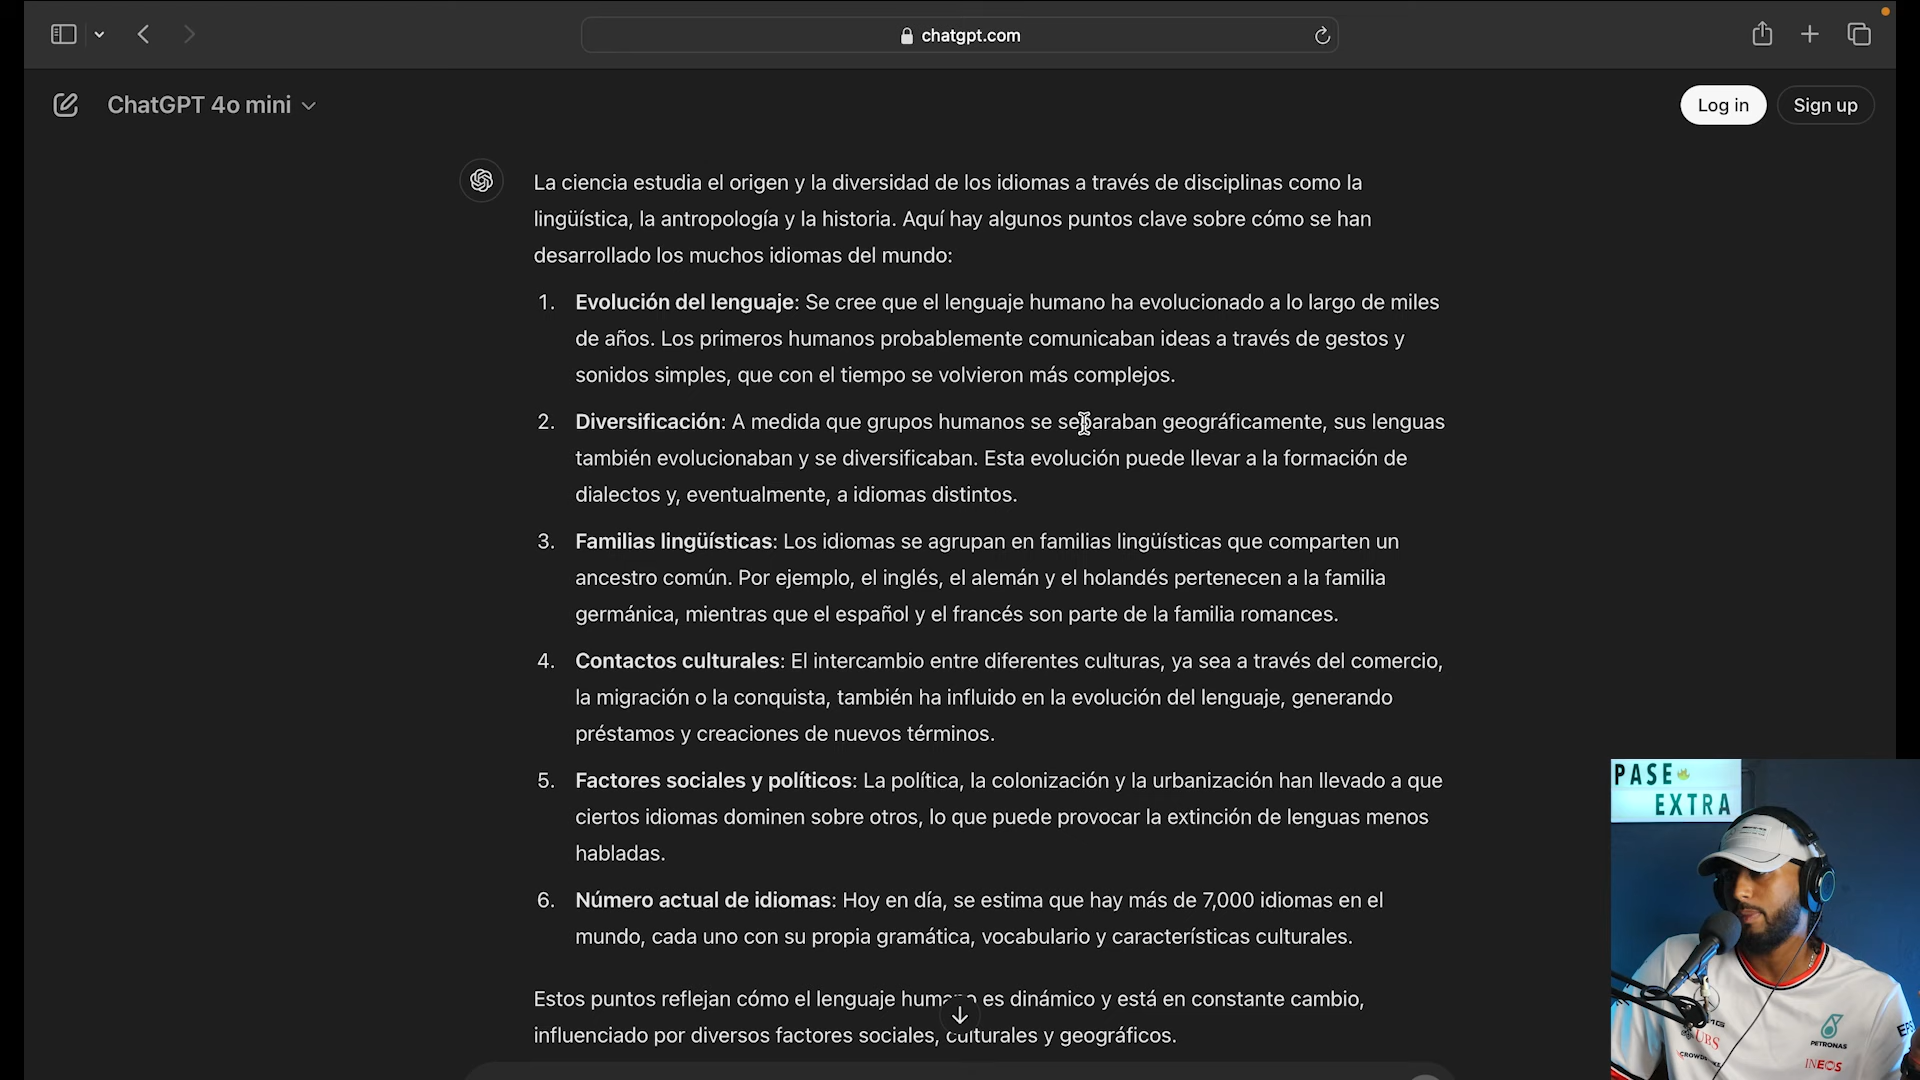 chatgpt.com
ChatGPT 4o mini
Log in
Sign up
La ciencia estudia el origen y la diversidad de los idiomas a través de disciplinas como la
lingüística, la antropología y la historia. Aquí hay algunos puntos clave sobre cómo se han
desarrollado los muchos idiomas del mundo:
1. Evolución del lenguaje: Se cree que el lenguaje humano ha evolucionado a lo largo de miles
de años. Los primeros humanos probablemente comunicaban ideas a través de gestos y
sonidos simples, que con el tiempo se volvieron más complejos.
2. Diversificación: A medida que grupos humanos se separaban geográficamente, sus lenguas
también evolucionaban y se diversificaban. Esta evolución puede llevar a la formación de
dialectos y, eventualmente, a idiomas distintos.
3. Familias lingüísticas: Los idiomas se agrupan en familias lingüísticas que comparten un
ancestro común. Por ejemplo, el inglés, el alemán y el holandés pertenecen a la familia
germánica, mientras que el español y el francés son parte de la familia romances.
4. Contactos culturales: El intercambio entre diferentes culturas, ya sea a través del comercio,
la migración o la conquista, también ha influido en la evolución del lenguaje, generando
préstamos y creaciones de nuevos términos.
5. Factores sociales y políticos: La política, la colonización y la urbanización han llevado a que
ciertos idiomas dominen sobre otros, lo que puede provocar la extinción de lenguas menos
habladas.
6. Número actual de idiomas: Hoy en día, se estima que hay más de 7,000 idiomas en el
mundo, cada uno con su propia gramática, vocabulario y características culturales.
Estos puntos reflejan cómo el lenguaje humano es dinámico y está en constante cambio,
influenciado por diversos factores sociales, culturales y geográficos.
PASE
EXTRA
PETRONAS
INEOS